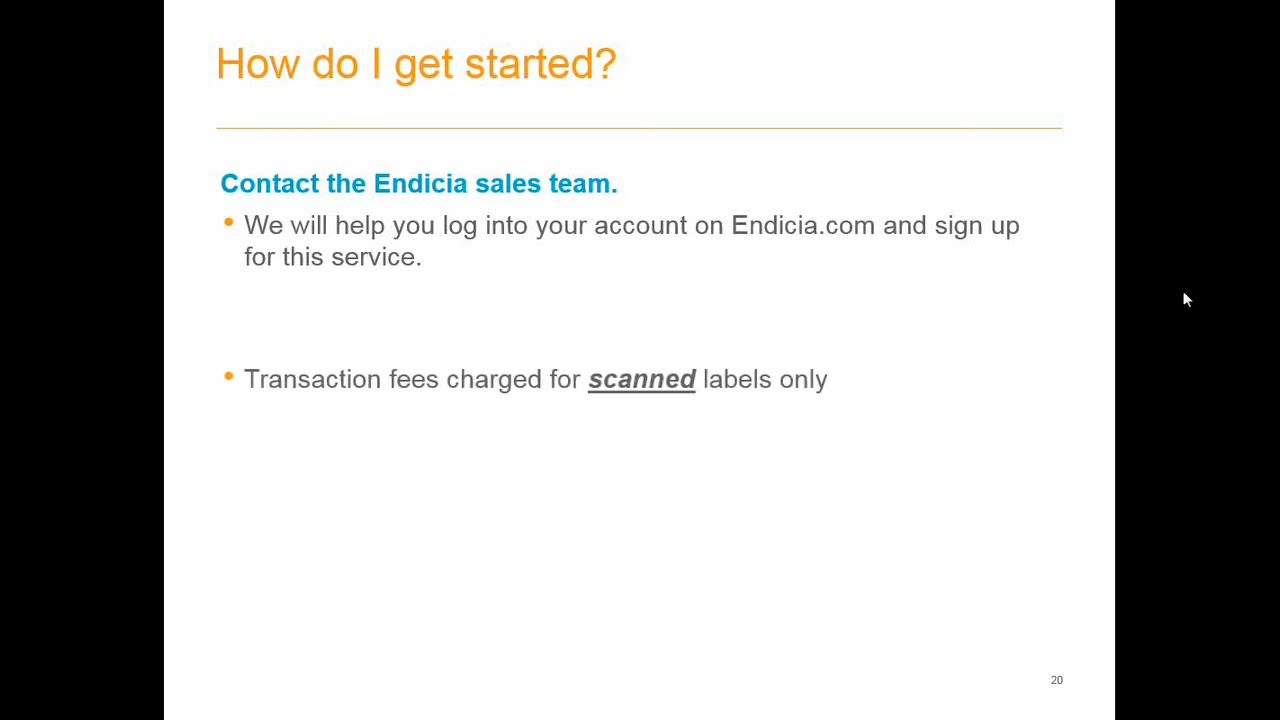 How do I get started?
Contact the Endicia sales team.
• We will help you log into your account on Endicia.com and sign up
for this service.
• Transaction fees charged for scanned labels only
20